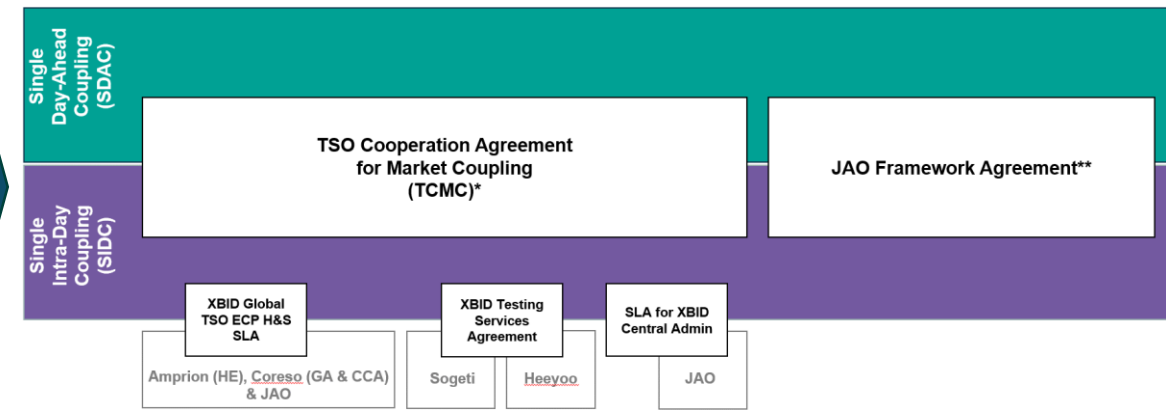 Single
Day-Ahead
Coupling
(SDAC)
TSO Cooperation Agreement
for Market Coupling
(TCMC)*
JAO Framework Agreement**
Single
Intra-Day
Coupling
(SIDC)
XBID Global
TSO ECP H&S
SLA
XBID Testing
Services
Agreement
SLA for XBID
Central Admin
Amprion (HE), Coreso (GA & CCA)
& JAO
Sogeti
Heeyoo
JAO